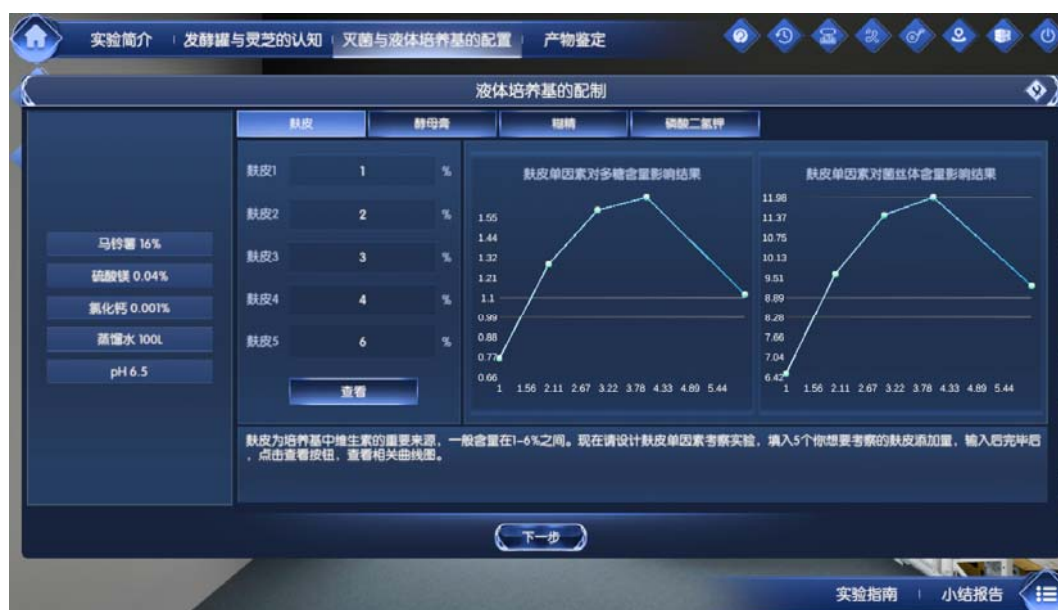 实验简介
发酵罐与灵芝的认知
灭菌与液体培养基的配置
产物鉴定
液体培养基的配制
麸皮
酵母膏
糊精
磷酸二氢钾
马铃薯 16%
硫酸镁 0.04%
氯化钙 0.001%
蒸馏水 100L
pH 6.5
麸皮1 1 %
麸皮2 2 %
麸皮3 3 %
麸皮4 4 %
麸皮5 6 %
查看
麸皮单因素对多糖含量影响结果
1.55
1.44
1.32
1.21
1.1
0.99
0.88
0.77
0.66
1 1.56 2.11 2.67 3.22 3.78 4.33 4.89 5.44
麸皮单因素对菌丝体含量影响结果
11.98
11.37
10.75
10.13
9.51
8.89
8.28
7.66
7.04
6.42
1 1.56 2.11 2.67 3.22 3.78 4.33 4.89 5.44
麸皮为培养基中维生素的重要来源，一般含量在1-6%之间。现在请设计麸皮单因素考察实验，填入5个你想要考察的麸皮添加量，输入后完毕后
，点击查看按钮，查看相关曲线图。
下一步
实验指南
小结报告